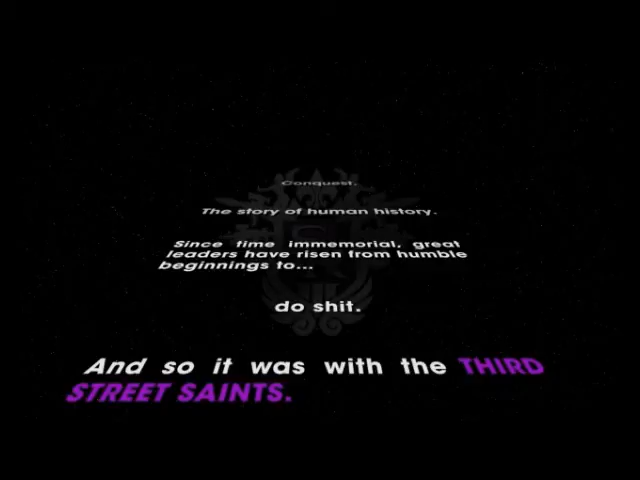 Conquest.
The story of human history.
Since time immemorial, great
leaders have risen from humble
beginnings to...
do shit.
And so it was with the THIRD
STREET SAINTS.